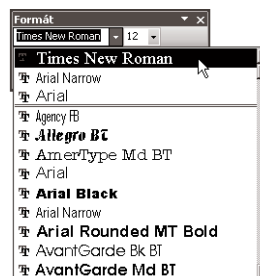 Formát
Times New Roman 12
Times New Roman
Arial Narrow
Arial
Agency FB
Allegro BT
AmerType Md BT
Arial
Arial Black
Arial Narrow
Arial Rounded MT Bold
AvantGarde Bk BT
AvantGarde Md BT